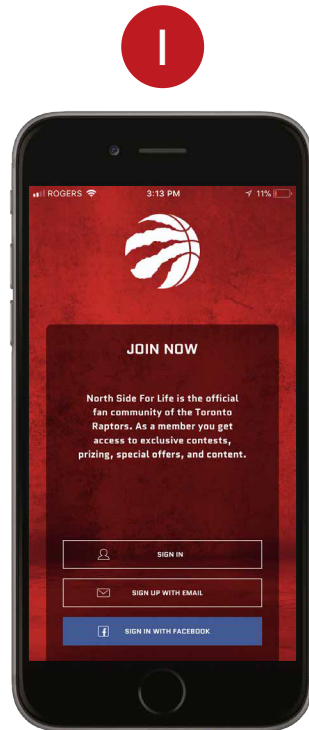 I
ROGERS 3:13 PM 11%
JOIN NOW
North Side For Life is the official
fan community of the Toronto
Raptors. As a member you get
access to exclusive contests,
prizing, special offers, and content.
SIGN IN
SIGN UP WITH EMAIL
SIGN IN WITH FACEBOOK